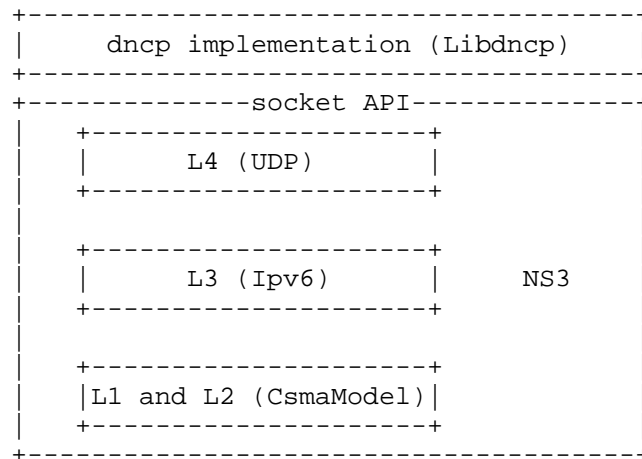 dncp implementation (Libdncp)
socket API
L4 (UDP)
L3 (Ipv6) NS3
L1 and L2 (CsmaModel)